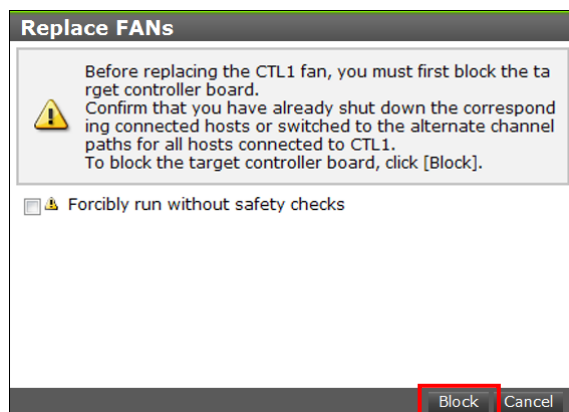 Replace FANs
Before replacing the CTL1 fan, you must first block the ta
rget controller board.
Confirm that you have already shut down the correspond
ing connected hosts or switched to the alternate channel
paths for all hosts connected to CTL1.
To block the target controller board, click [Block].
Forcibly run without safety checks
Block Cancel